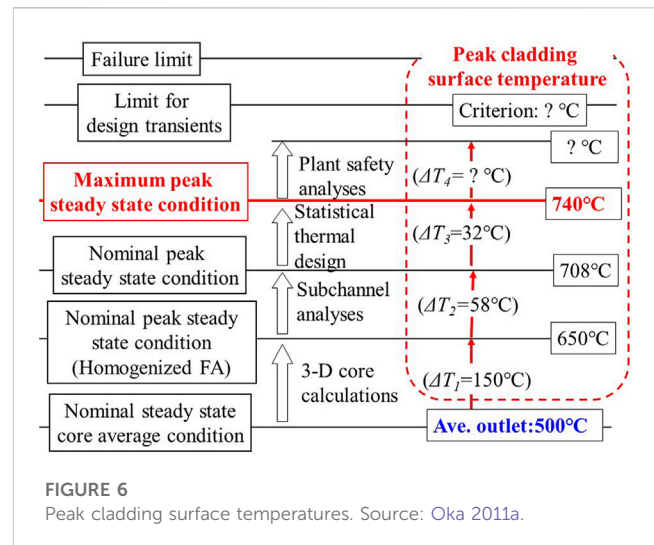 Failure limit
Peak cladding
surface temperature
Limit for
design transients
Criterion: ? °C
? °C
Plant safety
analyses
(ΔT4= ? °C)
Maximum peak
steady state condition
740°C
Statistical
thermal
design
(ΔT3=32°C)
Nominal peak
steady state condition
708°C
Subchannel
analyses
(ΔT2=58°C)
Nominal peak steady
state condition
(Homogenized FA)
650°C
3-D core
calculations
(ΔT1=150°C)
Nominal steady state
core average condition
Ave. outlet:500°C
FIGURE 6
Peak cladding surface temperatures. Source: Oka 2011a.